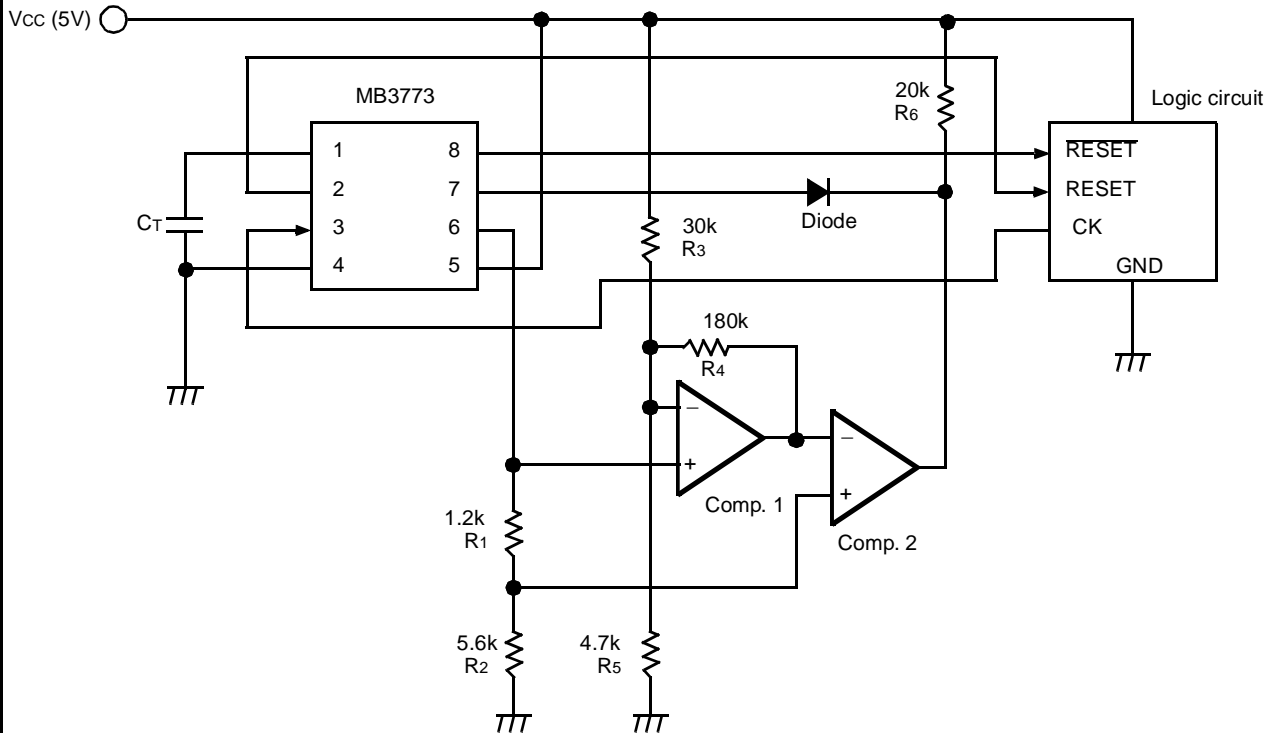 Vcc (5V)
MB3773
20k
R6
Logic circuit
1 8
2 7
3 6
4 5
RESET
RESET
CK
GND
CT
Diode
30k
R3
180k
R4
−
+
Comp. 1
−
+
Comp. 2
1.2k
R1
5.6k
R2
4.7k
R5